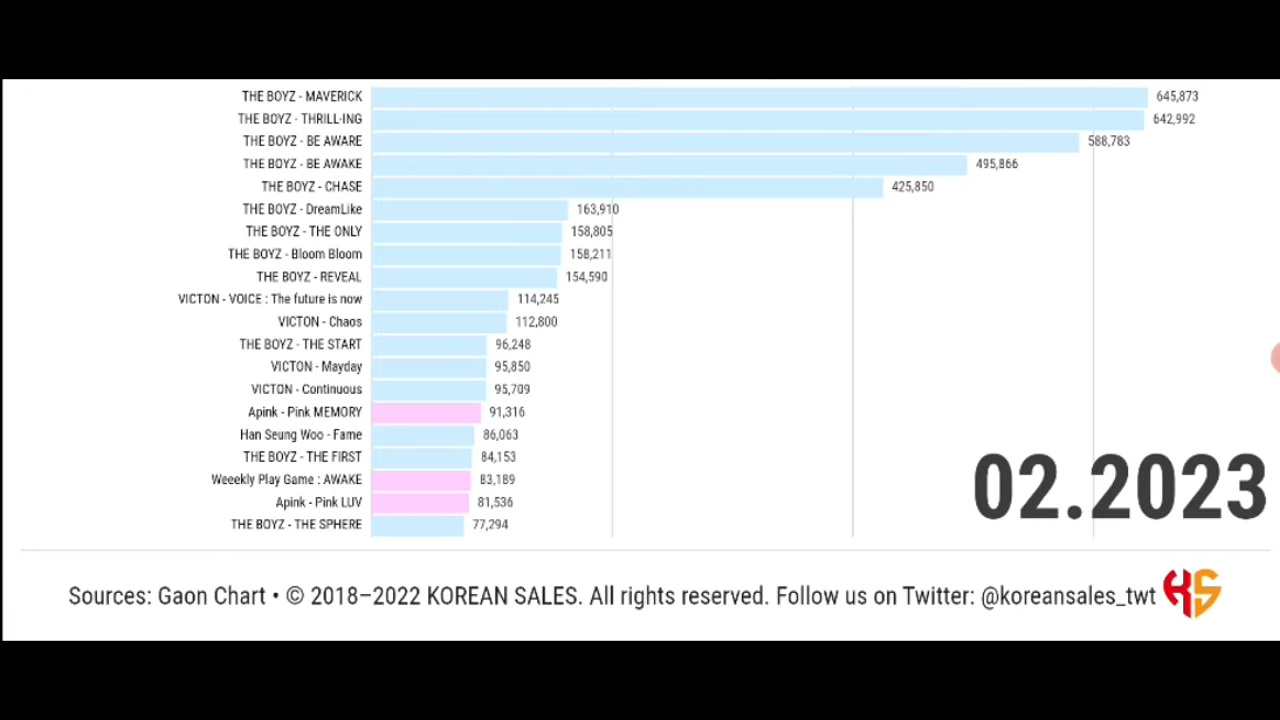 THE BOYZ - MAVERICK 645,873
THE BOYZ - THRILL-ING 642,992
THE BOYZ - BE AWARE 588,783
THE BOYZ - BE AWAKE 495,866
THE BOYZ - CHASE 425,850
THE BOYZ - DreamLike 163,910
THE BOYZ - THE ONLY 158,805
THE BOYZ - Bloom Bloom 158,211
THE BOYZ - REVEAL 154,590
VICTON - VOICE : The future is now 114,245
VICTON - Chaos 112,800
THE BOYZ - THE START 96,248
VICTON - Mayday 95,850
VICTON - Continuous 95,709
Apink - Pink MEMORY 91,316
Han Seung Woo - Fame 86,063
THE BOYZ - THE FIRST 84,153
Weeekly Play Game : AWAKE 83,189
Apink - Pink LUV 81,536
THE BOYZ - THE SPHERE 77,294
02.2023
Sources: Gaon Chart • © 2018–2022 KOREAN SALES. All rights reserved. Follow us on Twitter: @koreansales_twt KS